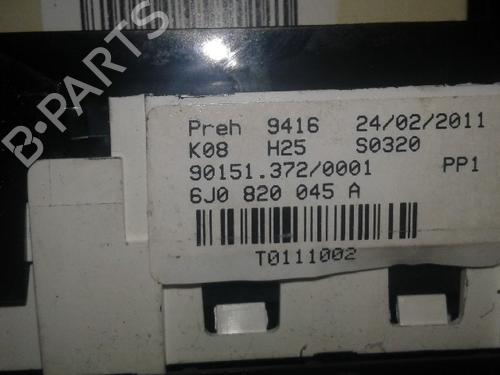 B-PARTS
Preh 9416 24/02/2011
K08 H25 S0320
90151.372/0001 PP1
6J0 820 045 A
T0111002